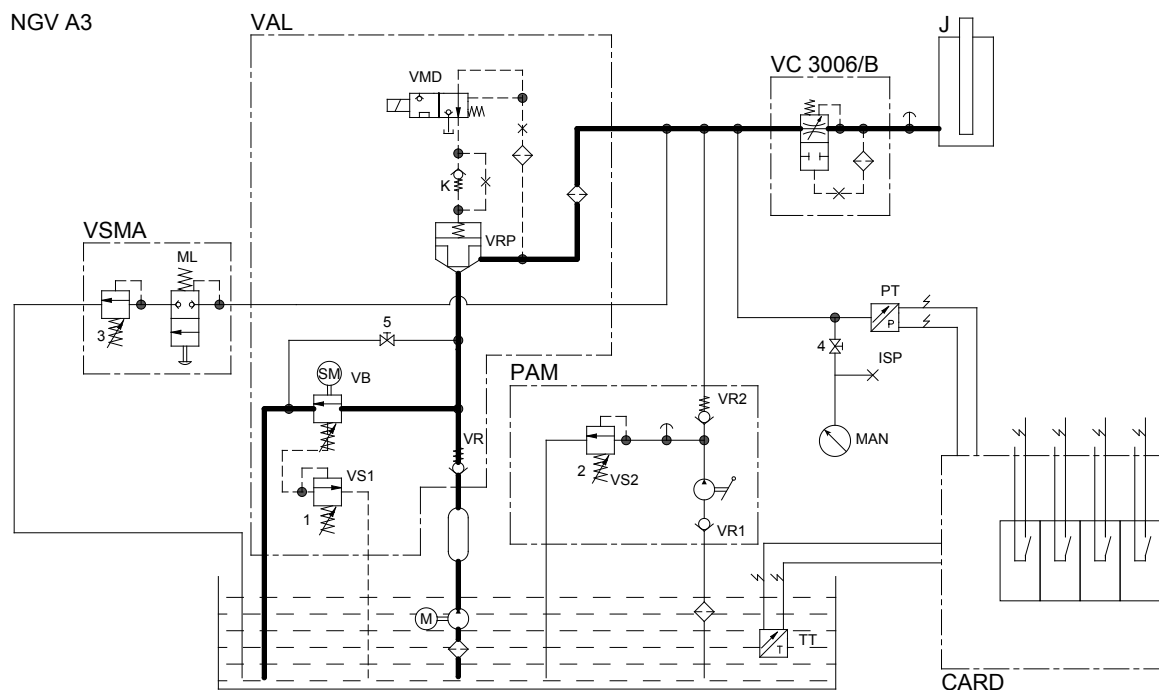 NGV A3
VAL
J
VC 3006/B
VMD
K
VRP
VSMA
ML
3
5
PT
P
4
ISP
SM
VB
PAM
VR2
VR
MAN
2
VS2
VS1
1
VR1
M
TT
T
CARD